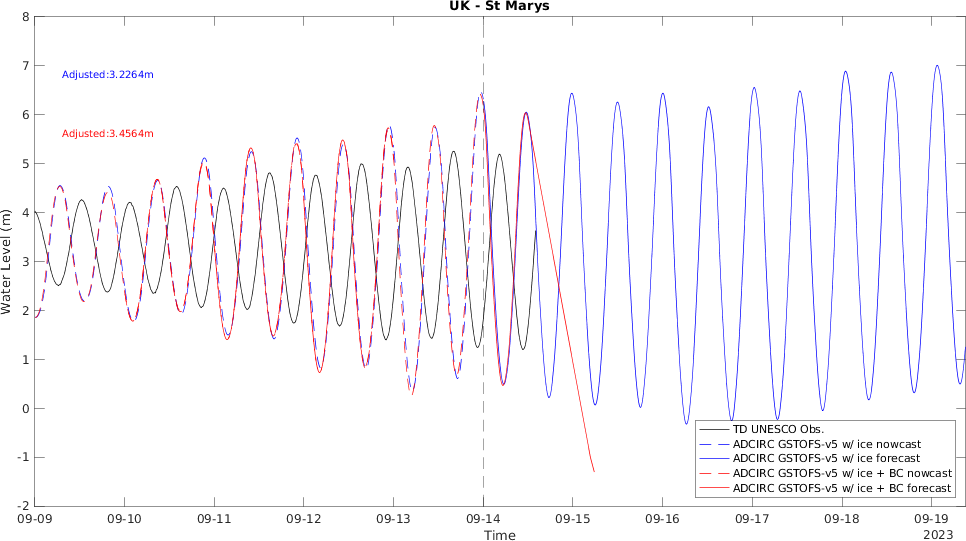 UK - St Marys
8
7
6
5
4
3
2
1
0
-1
-2
Water Level (m)
Adjusted:3.2264m
Adjusted:3.4564m
TD UNESCO Obs.
ADCIRC GSTOFS-v5 w/ ice nowcast
ADCIRC GSTOFS-v5 w/ ice forecast
ADCIRC GSTOFS-v5 w/ ice + BC nowcast
ADCIRC GSTOFS-v5 w/ ice + BC forecast
09-09 09-10 09-11 09-12 09-13 09-14 09-15 09-16 09-17 09-18 09-19
Time
2023